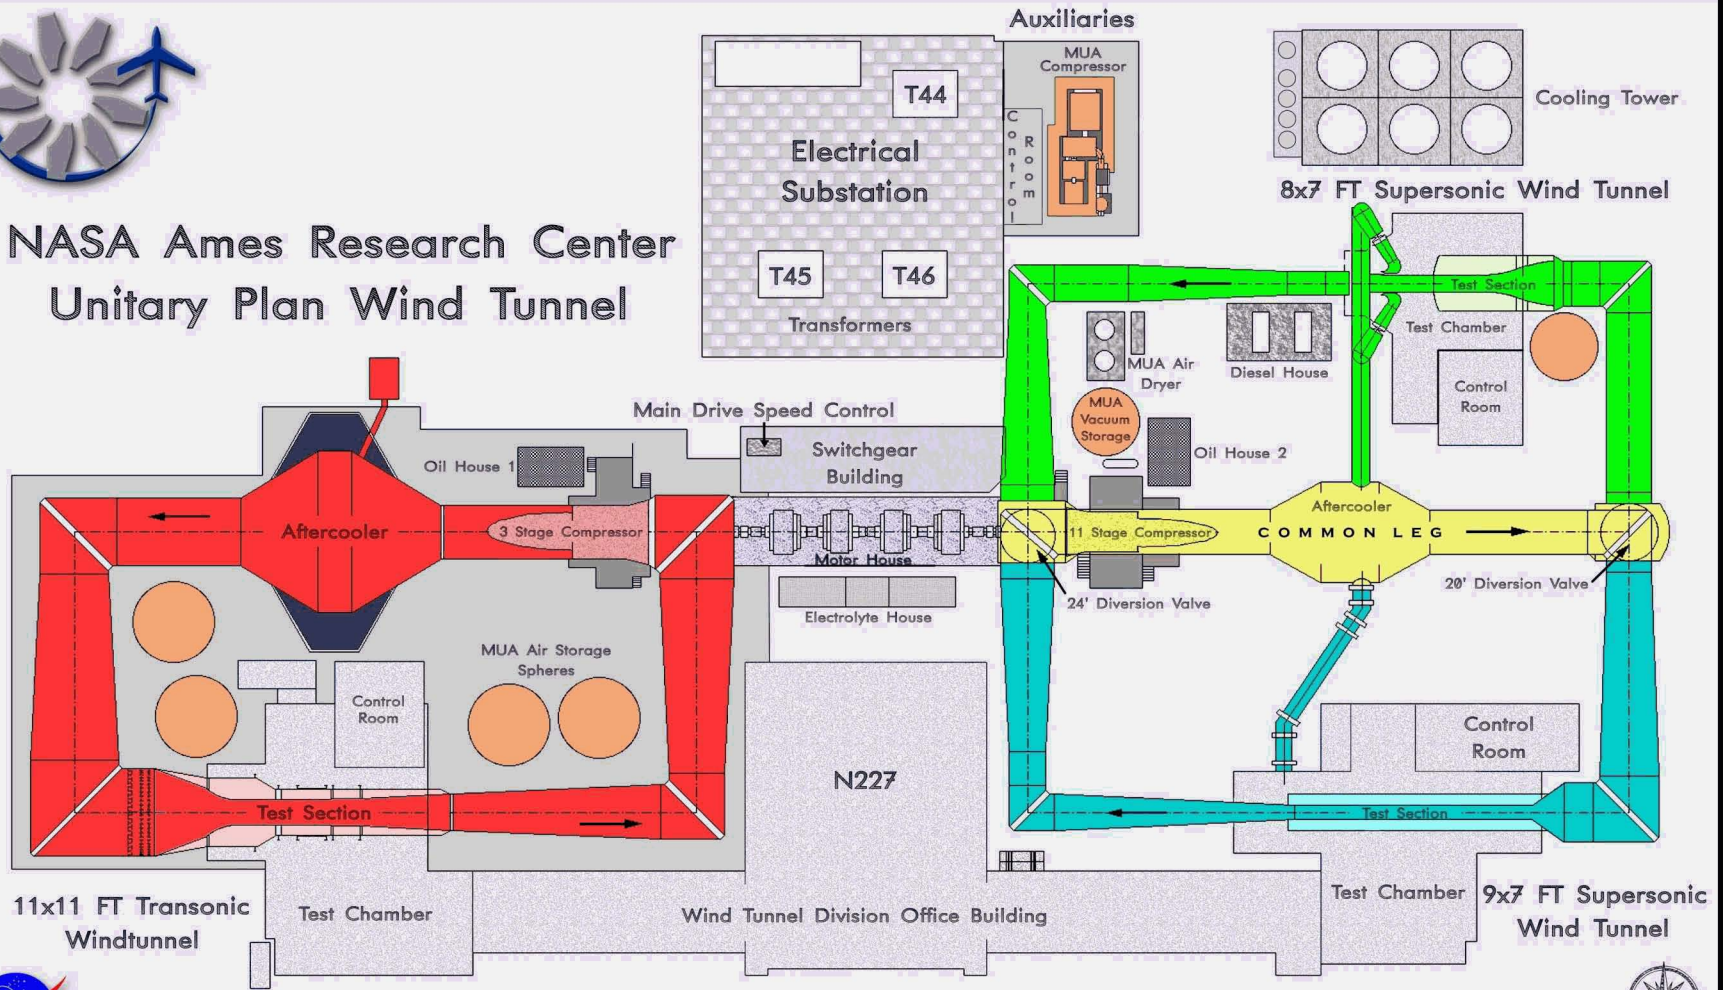 Auxiliaries
MUA
Compressor
Control
Room
T44
Electrical
Substation
T45
T46
Transformers
Cooling Tower
8x7 FT Supersonic Wind Tunnel
NASA Ames Research Center
Unitary Plan Wind Tunnel
Test Section
Test Chamber
Control
Room
MUA Air
Dryer
Diesel House
MUA
Vacuum
Storage
Oil House 2
Main Drive Speed Control
Switchgear
Building
Oil House 1
Aftercooler
3 Stage Compressor
Motor House
11 Stage Compressor
Aftercooler
COMMON LEG
24' Diversion Valve
20' Diversion Valve
Electrolyte House
MUA Air Storage
Spheres
Control
Room
Test Section
N227
Control
Room
Test Section
11x11 FT Transonic
Windtunnel
Test Chamber
Wind Tunnel Division Office Building
Test Chamber
9x7 FT Supersonic
Wind Tunnel